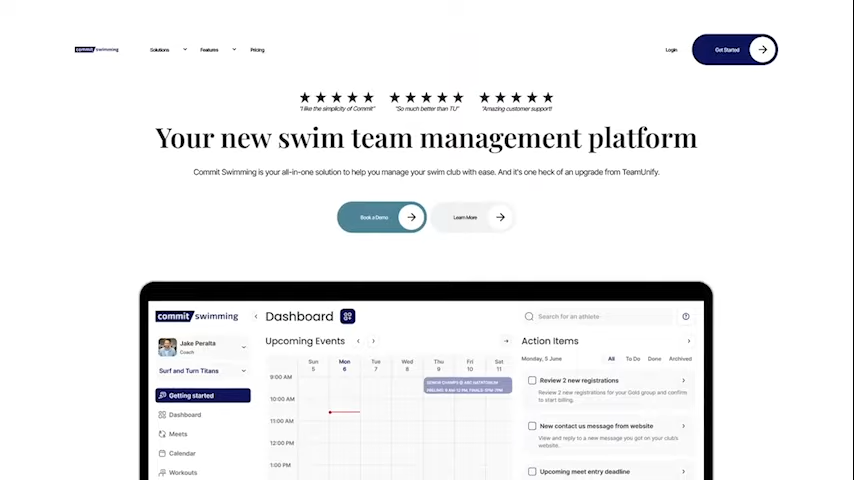 commit swimming
Solutions
Features
Pricing
Login
Get Started
"I like the simplicity of Commit"
"So much better than TU"
"Amazing customer support!
Your new swim team management platform
Commit Swimming is your all-in-one solution to help you manage your swim club with ease. And it's one heck of an upgrade from TeamUnify.
Book a Demo
Learn More
commit swimming
Dashboard
Search for an athlete
Jake Peralta
Coach
Surf and Turn Titans
Getting started
Dashboard
Meets
Calendar
Workouts
Upcoming Events
Sun Mon Tue Wed Thu Fri Sat
5 6 7 8 9 10 11
9:00 AM
10:00 AM
11:00 AM
12:00 PM
1:00 PM
Action Items
Monday, 5 June
All To Do Done Archived
Review 2 new registrations
Review 2 new registrations for your Gold group and confirm
to start billing.
New contact us message from website
View and reply to a new message you got on your club's
website.
Upcoming meet entry deadline